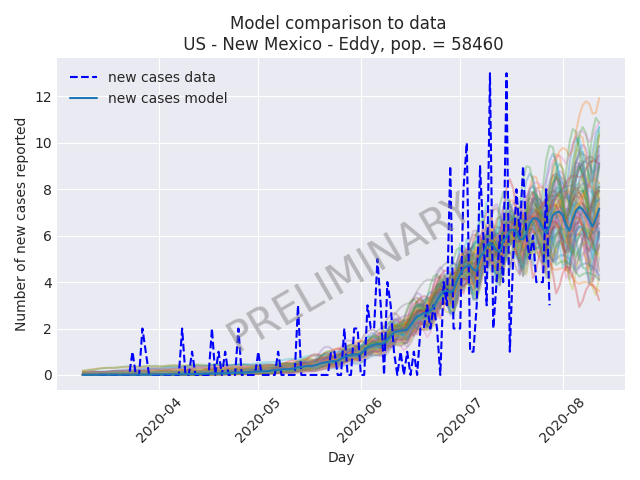 Model comparison to data
US - New Mexico - Eddy, pop. = 58460
new cases data
new cases model
12
10
8
6
4
2
0
Number of new cases reported
PRELIMINARY
2020-04
2020-05
2020-06
2020-07
2020-08
Day